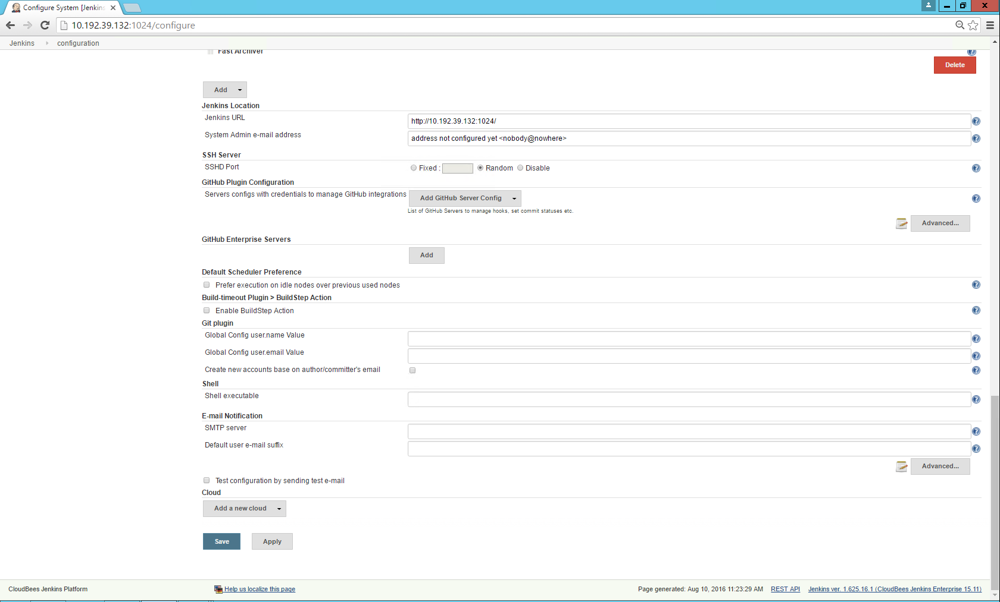 Configure System [Jenkins
10.192.39.132:1024/configure
Jenkins configuration
Fast Archiver
Delete
Add
Jenkins Location
Jenkins URL http://10.192.39.132:1024/
System Admin e-mail address address not configured yet <nobody@nowhere>
SSH Server
SSHD Port Fixed : Random Disable
GitHub Plugin Configuration
Servers configs with credentials to manage GitHub integrations Add GitHub Server Config
List of GitHub Servers to manage hooks, set commit statuses etc.
Advanced...
GitHub Enterprise Servers
Add
Default Scheduler Preference
Prefer execution on idle nodes over previous used nodes
Build-timeout Plugin > BuildStep Action
Enable BuildStep Action
Git plugin
Global Config user.name Value
Global Config user.email Value
Create new accounts base on author/committer's email
Shell
Shell executable
E-mail Notification
SMTP server
Default user e-mail suffix
Advanced...
Test configuration by sending test e-mail
Cloud
Add a new cloud
Save Apply
CloudBees Jenkins Platform Help us localize this page Page generated: Aug 10, 2016 11:23:29 AM REST API Jenkins ver. 1.625.16.1 (CloudBees Jenkins Enterprise 15.11)